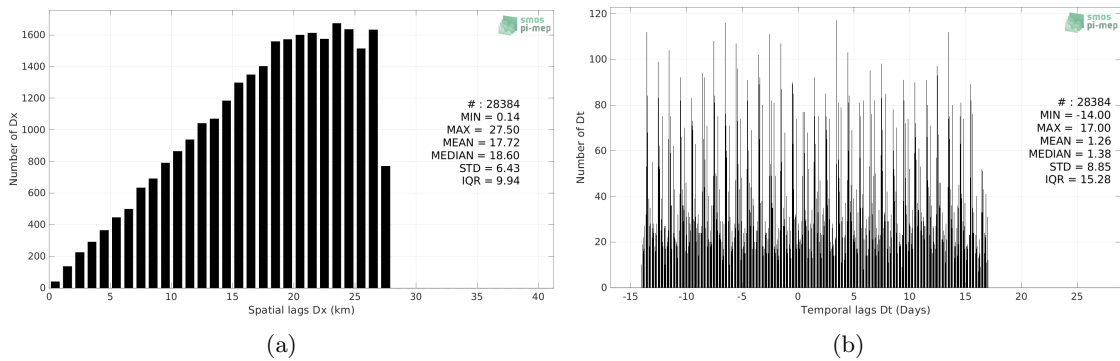 smos
pi-mep
# : 28384
MIN = 0.14
MAX = 27.50
MEAN = 17.72
MEDIAN = 18.60
STD = 6.43
IQR = 9.94
Number of Dx
1600
1400
1200
1000
800
600
400
200
0
0 5 10 15 20 25 30 35 40
Spatial lags Dx (km)
(a)
smos
pi-mep
# : 28384
MIN = -14.00
MAX = 17.00
MEAN = 1.26
MEDIAN = 1.38
STD = 8.85
IQR = 15.28
Number of Dt
120
100
80
60
40
20
0
-15 -10 -5 0 5 10 15 20 25
Temporal lags Dt (Days)
(b)